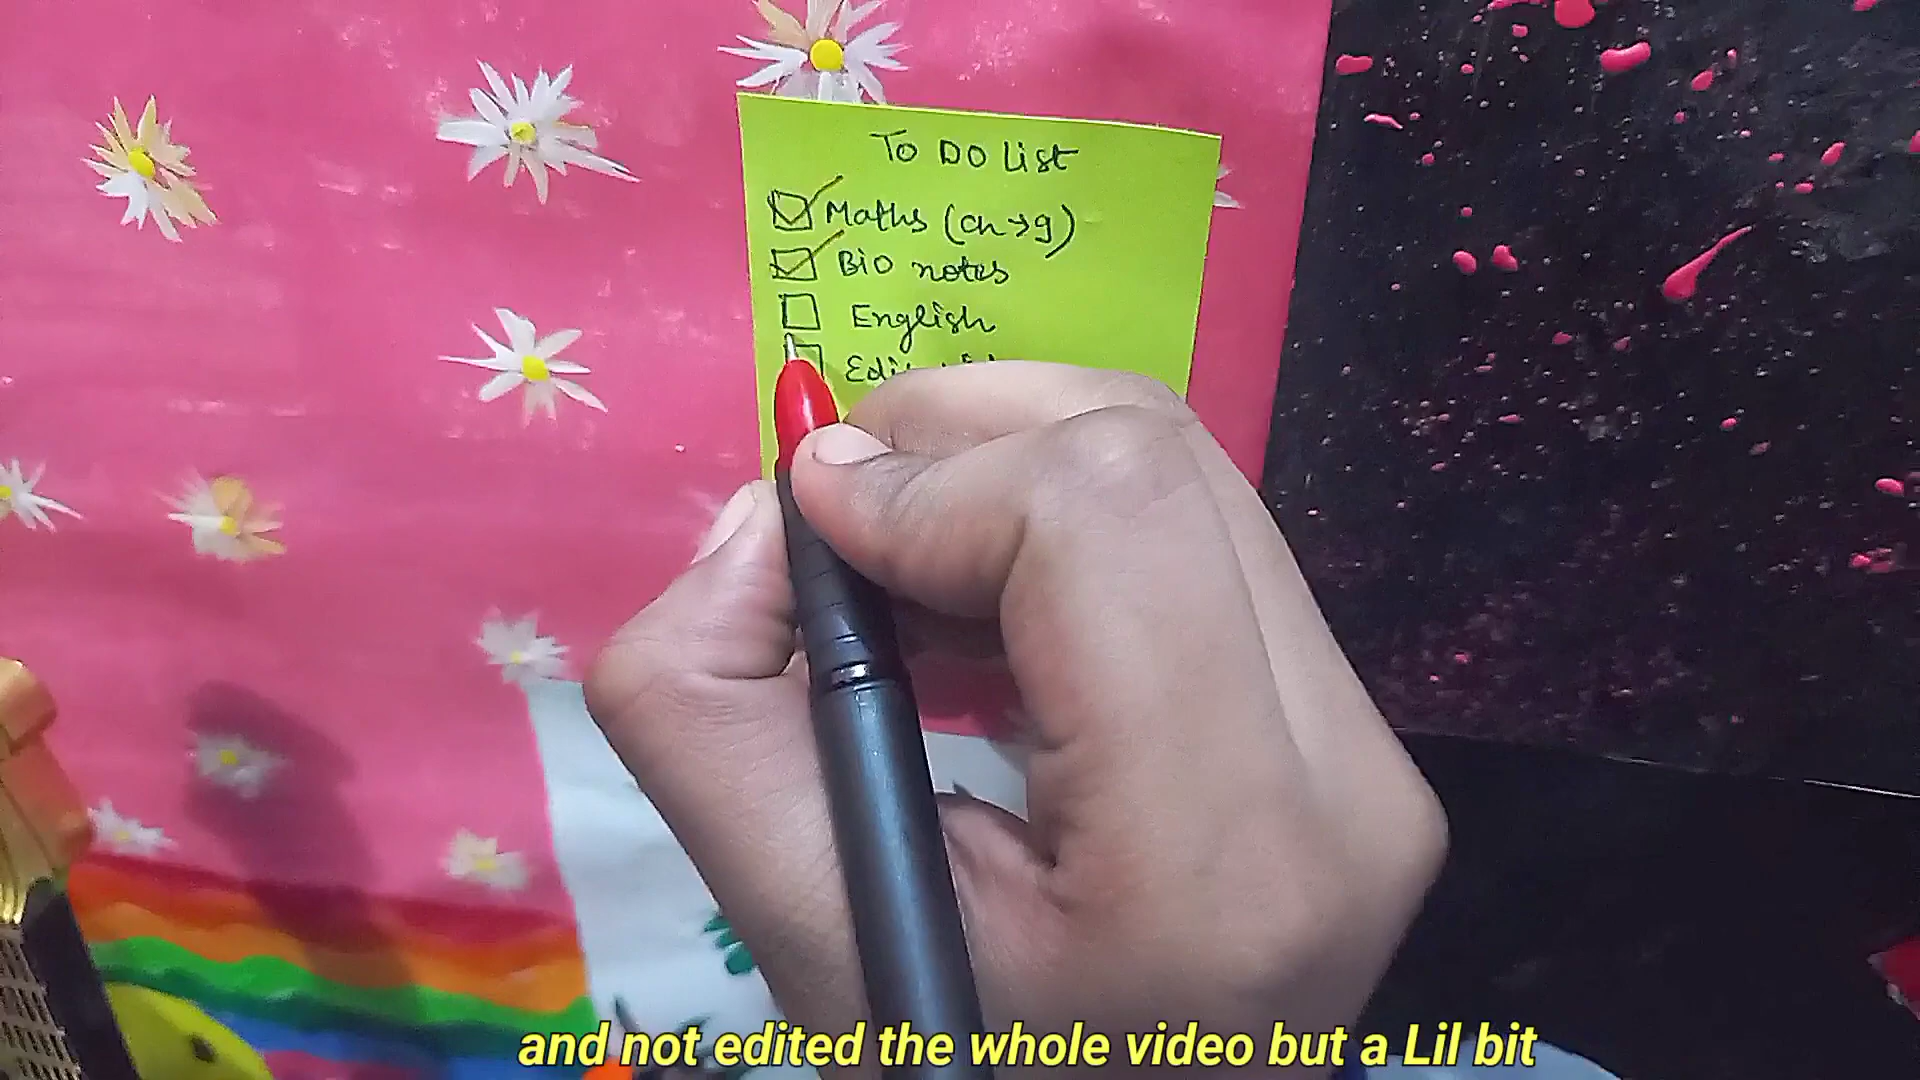 To DO list
Maths (ch→9)
Bio notes
English
and not edited the whole video but a Lil bit